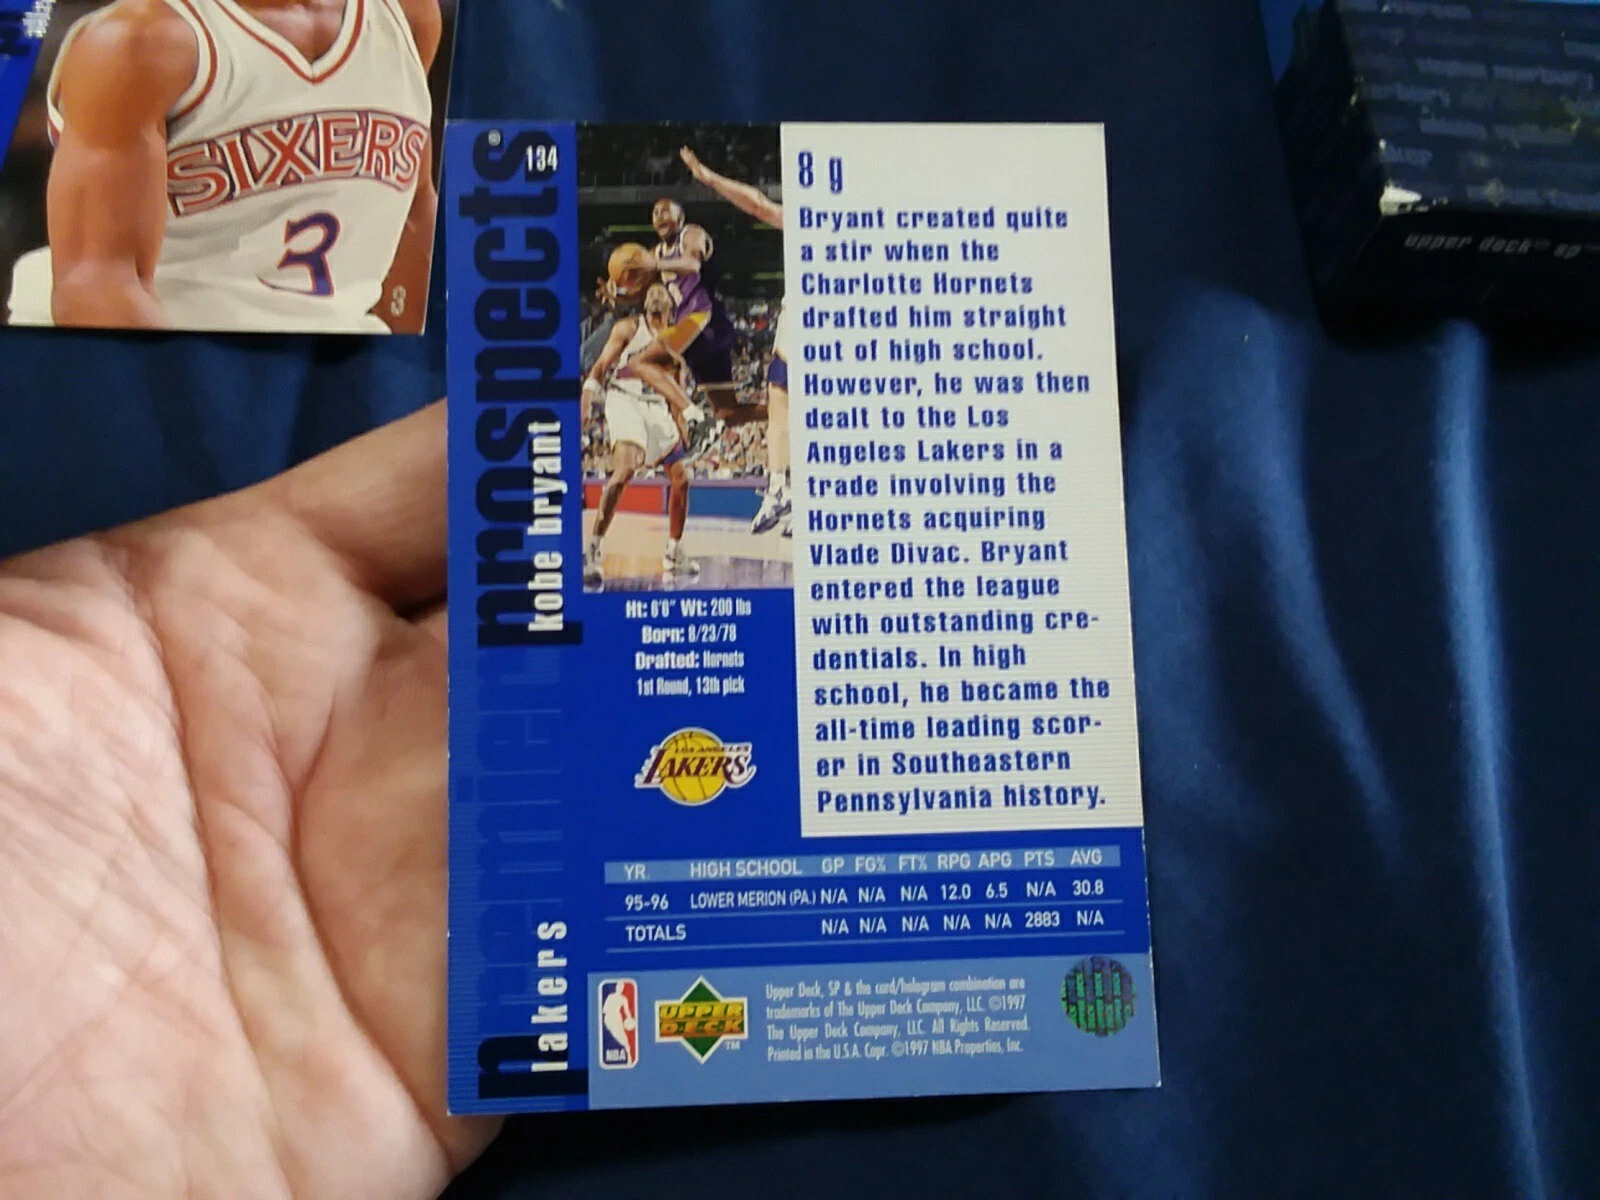 SIXERS
3
3
134
premier prospects
kobe bryant
lakers
8 g
Bryant created quite
a stir when the
Charlotte Hornets
drafted him straight
out of high school.
However, he was then
dealt to the Los
Angeles Lakers in a
trade involving the
Hornets acquiring
Vlade Divac. Bryant
entered the league
with outstanding cre-
dentials. In high
school, he became the
all-time leading scor-
er in Southeastern
Pennsylvania history.
Ht: 6'6" Wt: 200 lbs
Born: 8/23/78
Drafted: Hornets
1st Round, 13th pick
LOS ANGELES
LAKERS
YR. HIGH SCHOOL GP FG% FT% RPG APG PTS AVG
95-96 LOWER MERION (PA.) N/A N/A N/A 12.0 6.5 N/A 30.8
TOTALS N/A N/A N/A N/A N/A 2883 N/A
NBA
UPPER
DECK
TM
Upper Deck, SP & the card/hologram combination are
trademarks of The Upper Deck Company, LLC. ©1997
The Upper Deck Company, LLC. All Rights Reserved.
Printed in the U.S.A. Copr. ©1997 NBA Properties, Inc.
upper deck™ sp